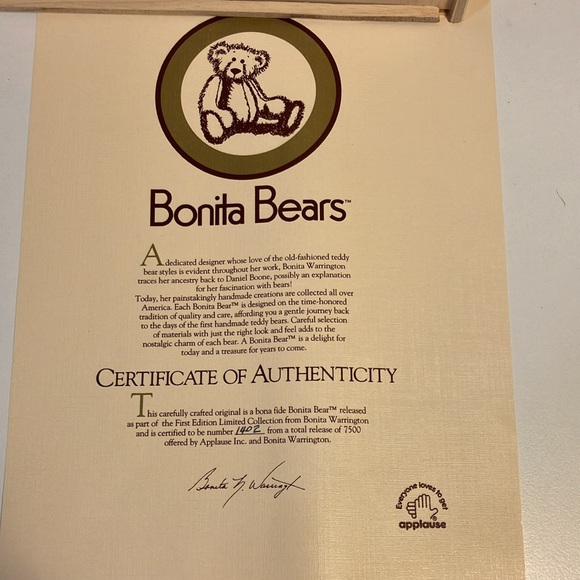 Bonita Bears™
A dedicated designer whose love of the old-fashioned teddy
bear styles is evident throughout her work, Bonita Warrington
traces her ancestry back to Daniel Boone, possibly an explanation
for her fascination with bears!
Today, her painstakingly handmade creations are collected all over
America. Each Bonita Bear™ is designed on the time-honored
tradition of quality and care, affording you a gentle journey back
to the days of the first handmade teddy bears. Careful selection
of materials with just the right look and feel adds to the
nostalgic charm of each bear. A Bonita Bear™ is a delight for
today and a treasure for years to come.
CERTIFICATE OF AUTHENTICITY
This carefully crafted original is a bona fide Bonita Bear™ released
as part of the First Edition Limited Collection from Bonita Warrington
and is certified to be number 1402 from a total release of 7500
offered by Applause Inc. and Bonita Warrington.
Bonita N. Warrington
Everyone loves to get
applause®